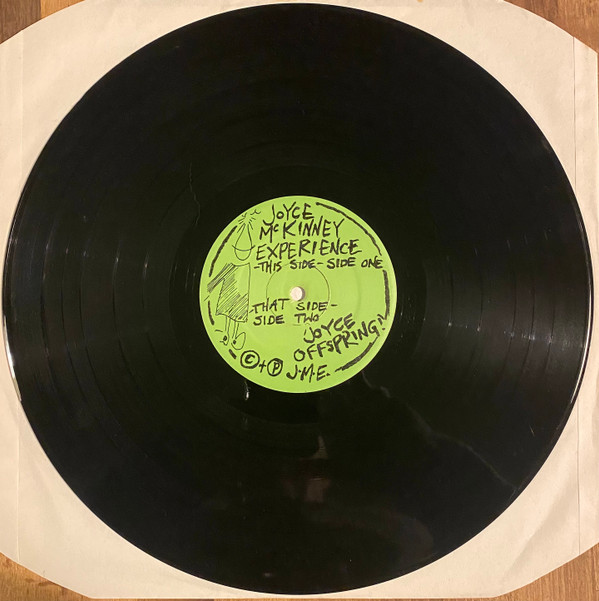 JOYCE
McKINNEY
EXPERIENCE
-THIS SIDE - SIDE ONE
THAT SIDE -
SIDE TWO
JOYCE
OFFSPRING!
© + ℗ J.M.E. -